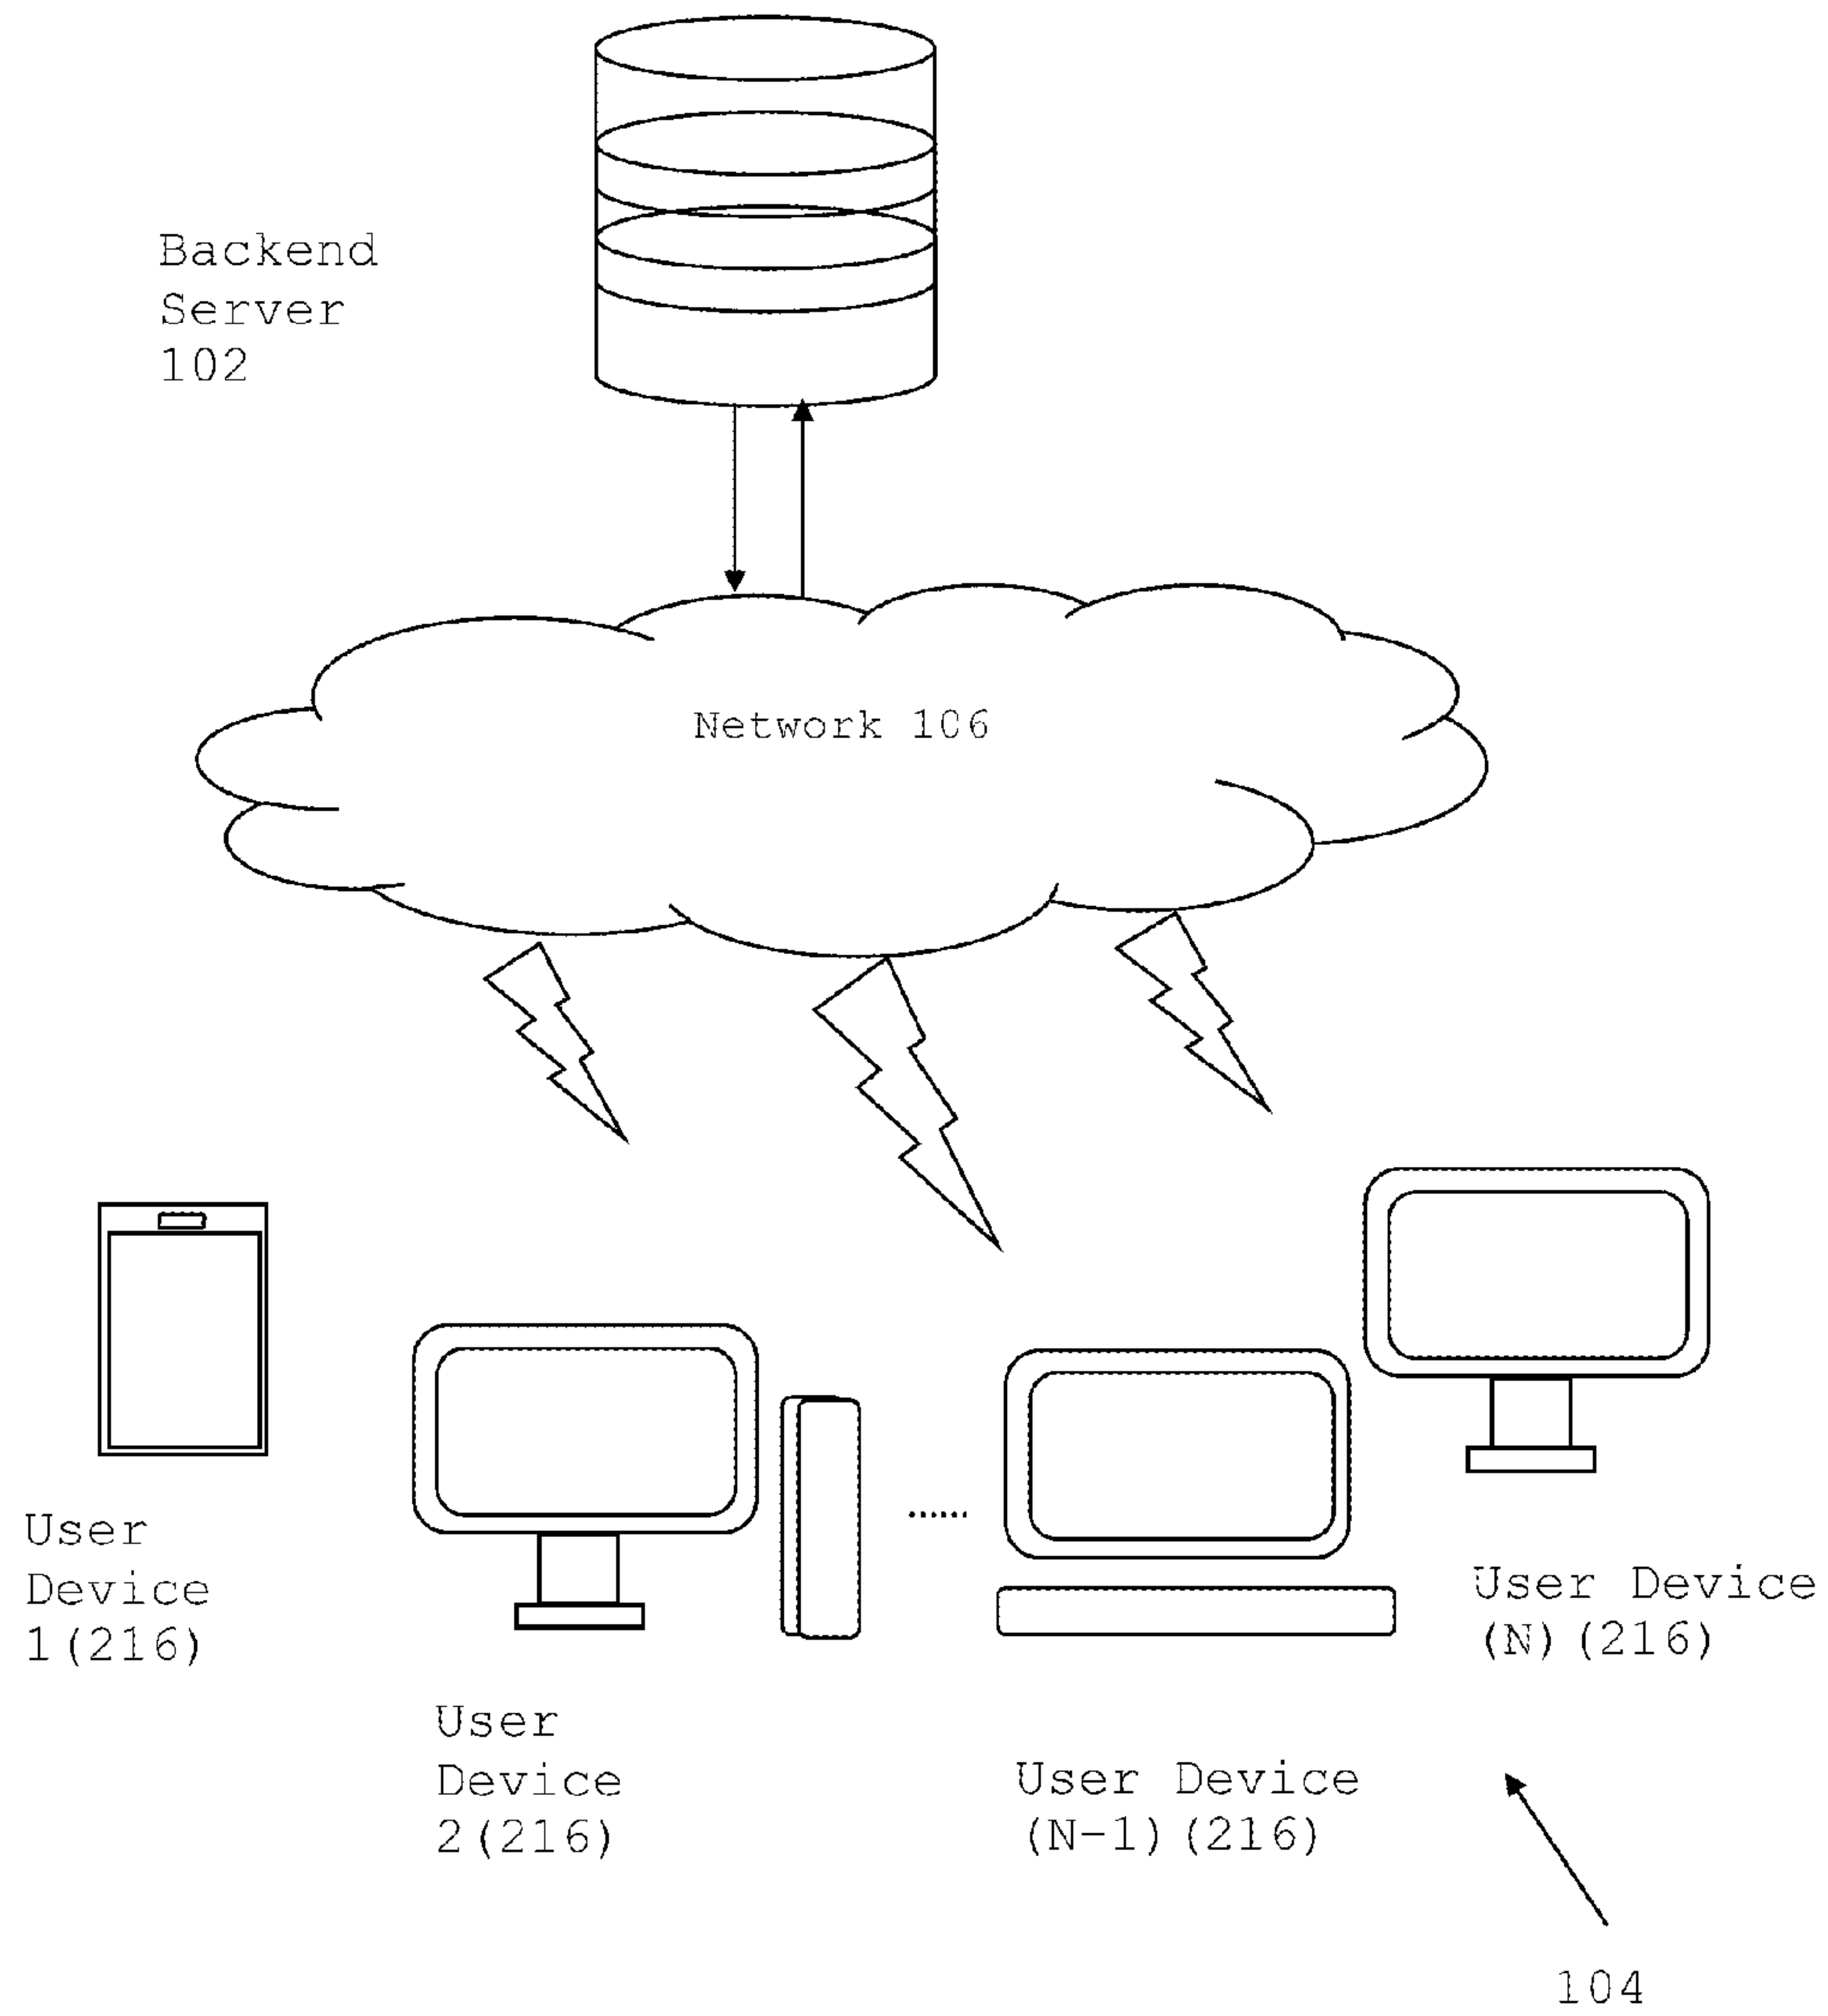 Backend
Server
102
Network 106
User
Device
1(216)
User
Device
2(216)
......
User Device
(N-1)(216)
User Device
(N)(216)
104